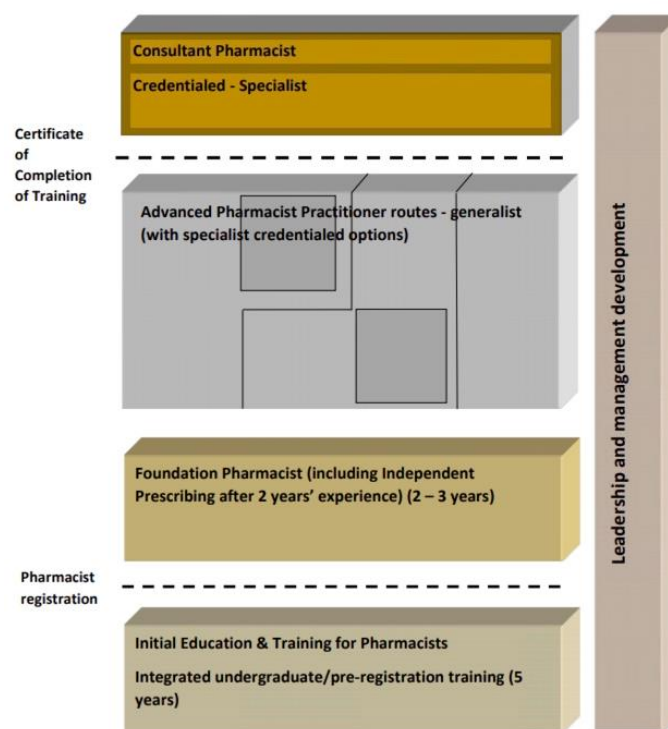 Consultant Pharmacist
Credentialed - Specialist
Certificate
of
Completion
of Training
Advanced Pharmacist Practitioner routes - generalist
(with specialist credentialed options)
Foundation Pharmacist (including Independent
Prescribing after 2 years’ experience) (2 – 3 years)
Pharmacist
registration
Initial Education & Training for Pharmacists
Integrated undergraduate/pre-registration training (5
years)
Leadership and management development